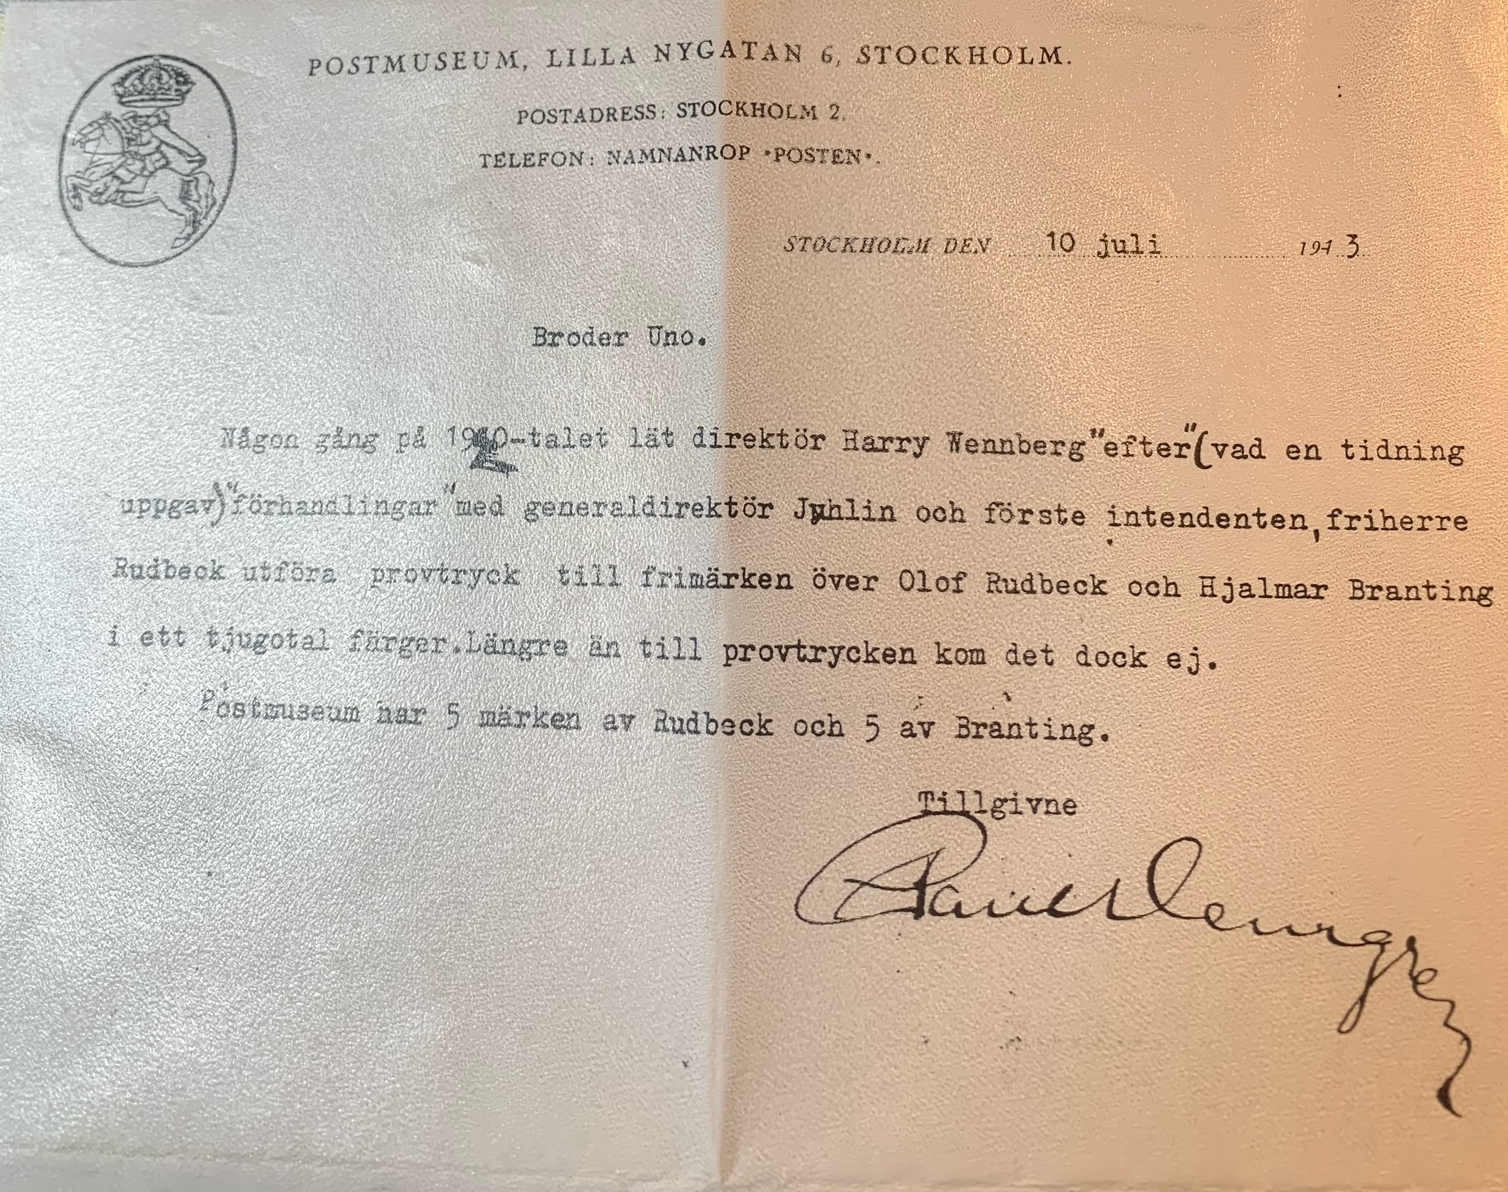 POSTMUSEUM, LILLA NYGATAN 6, STOCKHOLM.
POSTADRESS: STOCKHOLM 2.
TELEFON: NAMNANROP "POSTEN".
STOCKHOLM DEN 10 juli 1943
Broder Uno.
Någon gång på 1920-talet lät direktör Harry Wennberg "efter" (vad en tidning
uppgav) "förhandlingar" med generaldirektör Juhlin och förste intendenten, friherre
Rudbeck utföra provtryck till frimärken över Olof Rudbeck och Hjalmar Branting
i ett tjugotal färger. Längre än till provtrycken kom det dock ej.
Postmuseum har 5 märken av Rudbeck och 5 av Branting.
Tillgivne